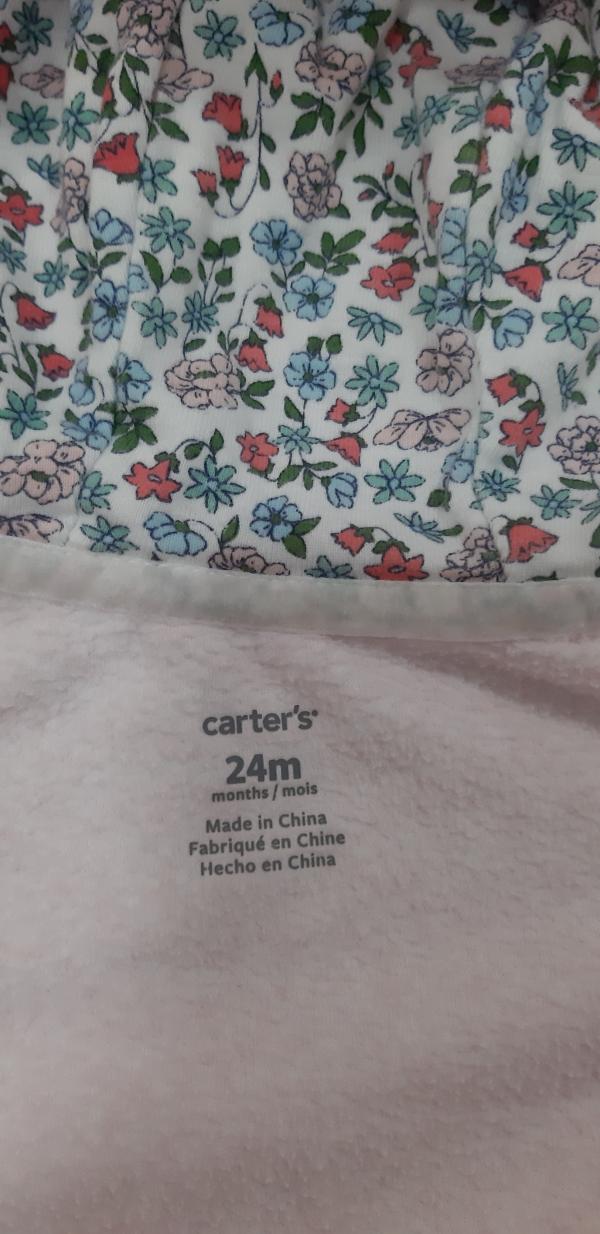 carter's
24m
months / mois
Made in China
Fabriqué en Chine
Hecho en China